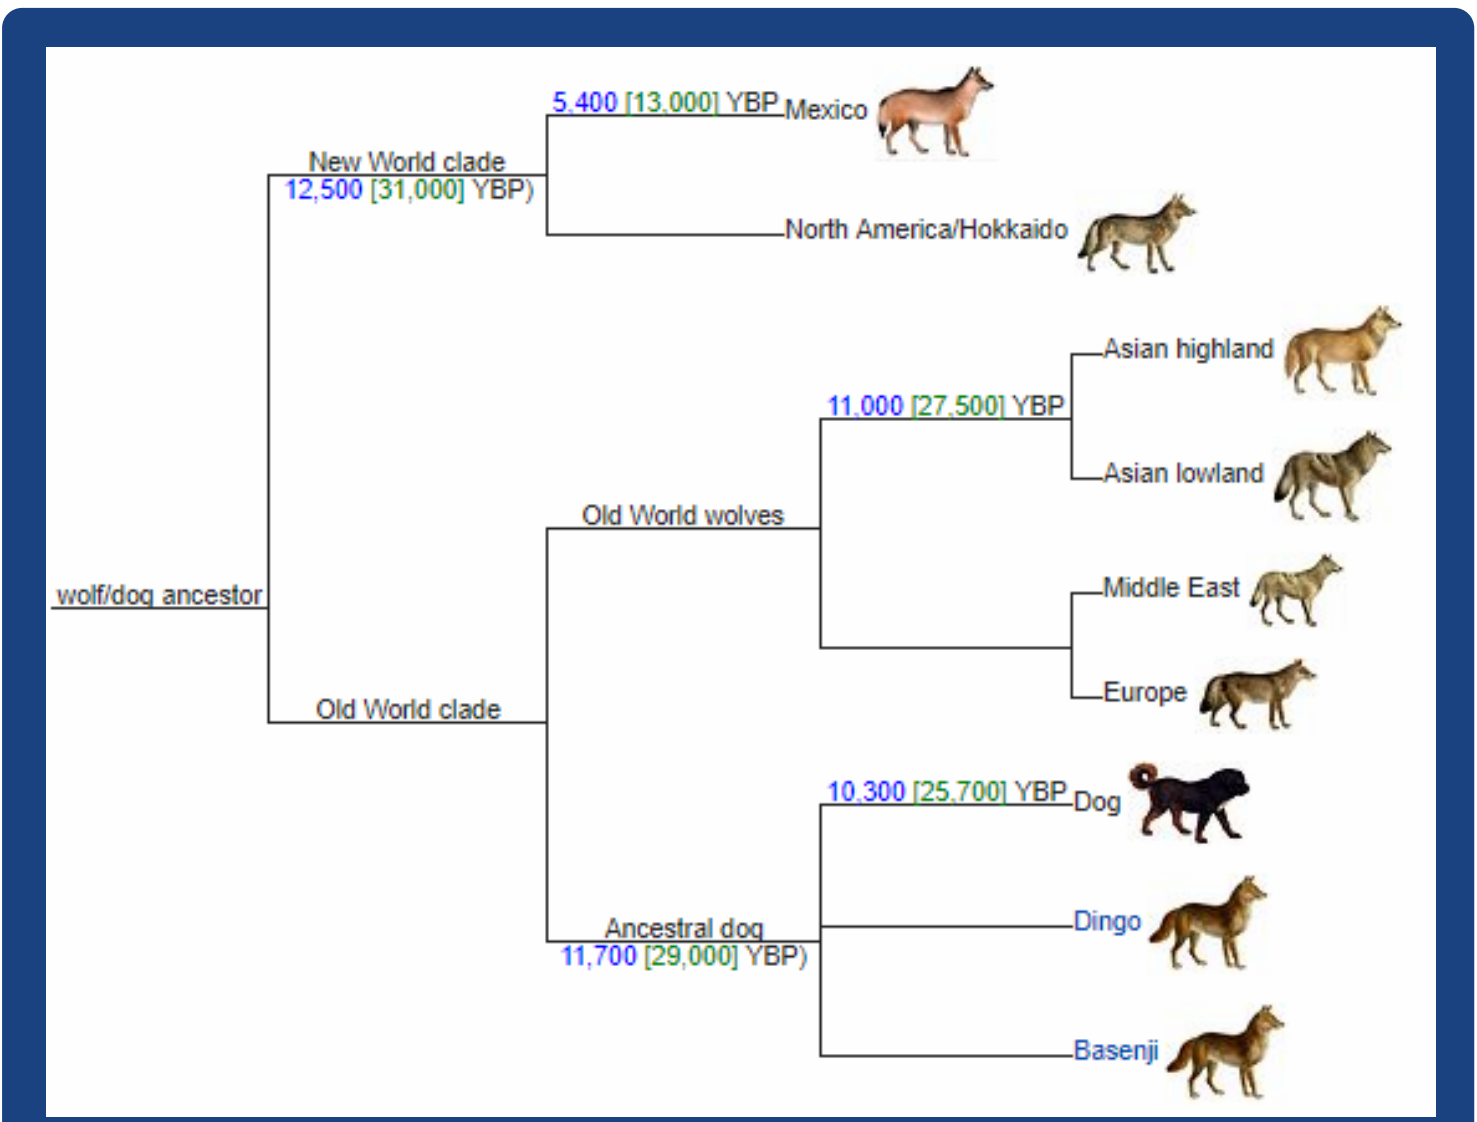 5,400 [13,000] YBP
Mexico
New World clade
12,500 [31,000] YBP)
North America/Hokkaido
Asian highland
11,000 [27,500] YBP
Asian lowland
Old World wolves
Middle East
wolf/dog ancestor
Europe
Old World clade
10,300 [25,700] YBP
Dog
Dingo
Ancestral dog
11,700 [29,000] YBP)
Basenji